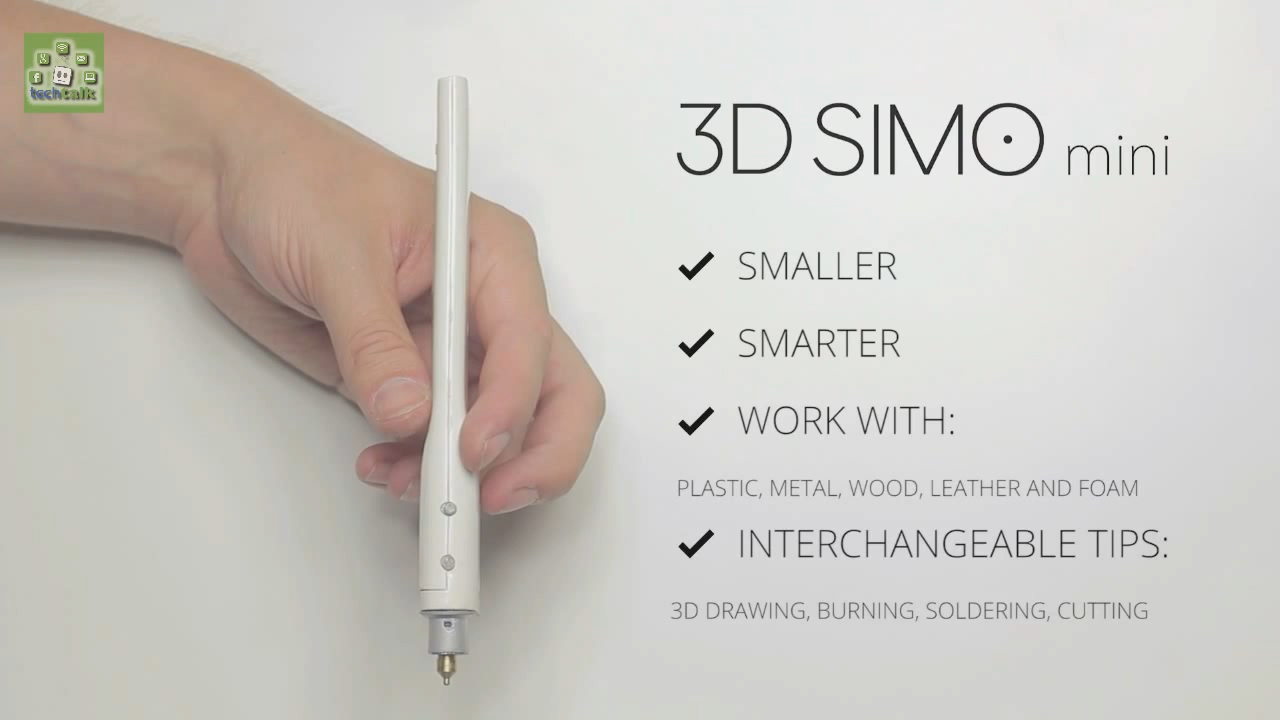 techtalk
3D SIMO mini
SMALLER
SMARTER
WORK WITH:
PLASTIC, METAL, WOOD, LEATHER AND FOAM
INTERCHANGEABLE TIPS:
3D DRAWING, BURNING, SOLDERING, CUTTING